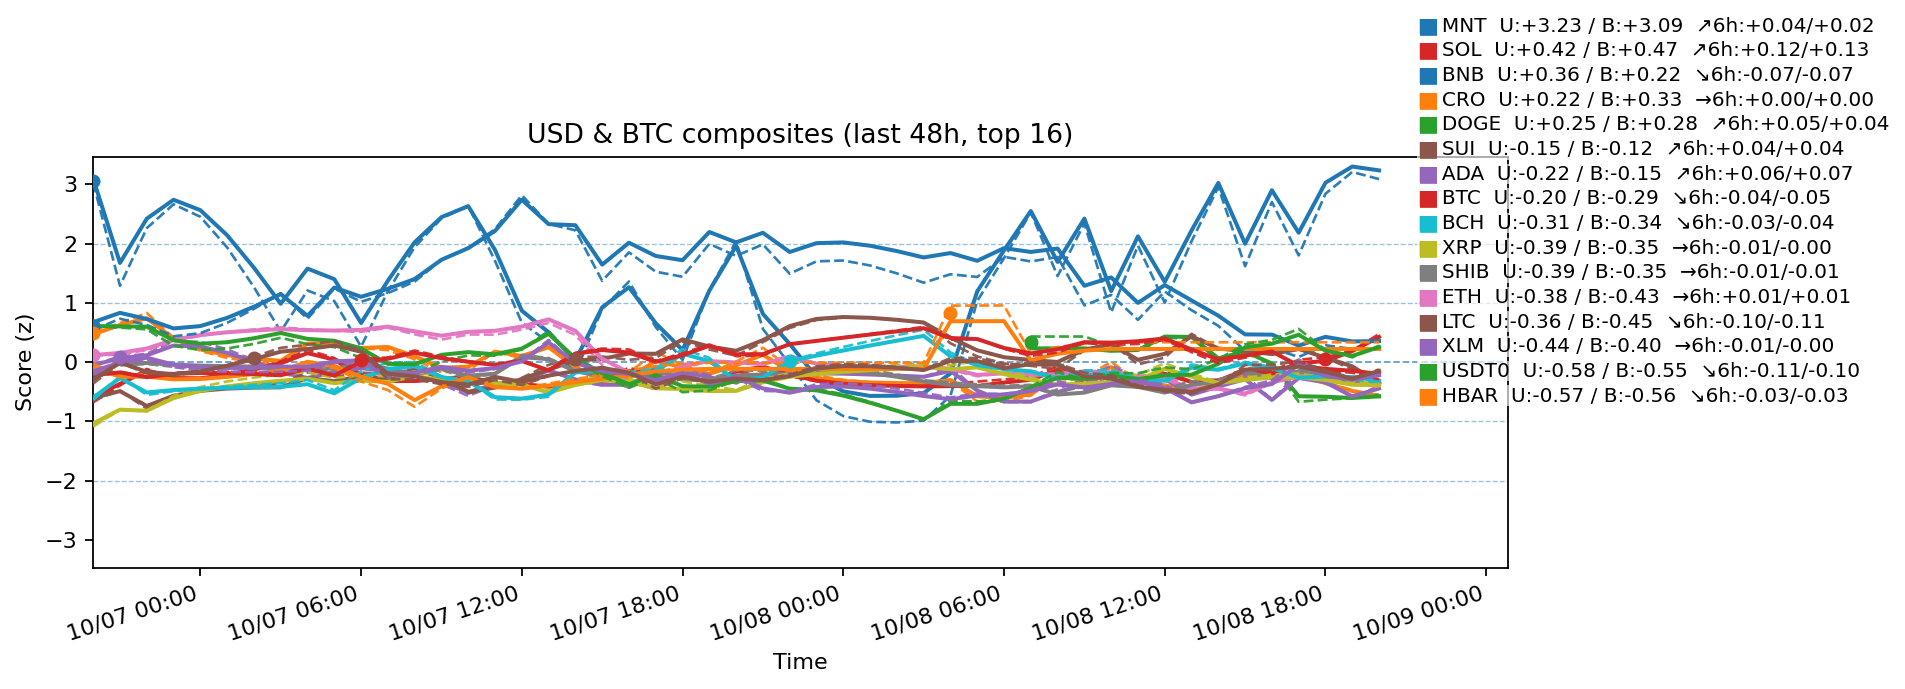 MNT  U:+3.23 / B:+3.09  ↗6h:+0.04/+0.02
SOL  U:+0.42 / B:+0.47  ↗6h:+0.12/+0.13
BNB  U:+0.36 / B:+0.22  ↘6h:-0.07/-0.07
CRO  U:+0.22 / B:+0.33  →6h:+0.00/+0.00
DOGE  U:+0.25 / B:+0.28  ↗6h:+0.05/+0.04
SUI  U:-0.15 / B:-0.12  ↗6h:+0.04/+0.04
ADA  U:-0.22 / B:-0.15  ↗6h:+0.06/+0.07
BTC  U:-0.20 / B:-0.29  ↘6h:-0.04/-0.05
BCH  U:-0.31 / B:-0.34  ↘6h:-0.03/-0.04
XRP  U:-0.39 / B:-0.35  →6h:-0.01/-0.00
SHIB  U:-0.39 / B:-0.35  →6h:-0.01/-0.01
ETH  U:-0.38 / B:-0.43  →6h:+0.01/+0.01
LTC  U:-0.36 / B:-0.45  ↘6h:-0.10/-0.11
XLM  U:-0.44 / B:-0.40  →6h:-0.01/-0.00
USDT0  U:-0.58 / B:-0.55  ↘6h:-0.11/-0.10
HBAR  U:-0.57 / B:-0.56  ↘6h:-0.03/-0.03
USD & BTC composites (last 48h, top 16)
Score (z)
3
2
1
0
−1
−2
−3
10/07 00:00
10/07 06:00
10/07 12:00
10/07 18:00
10/08 00:00
10/08 06:00
10/08 12:00
10/08 18:00
10/09 00:00
Time